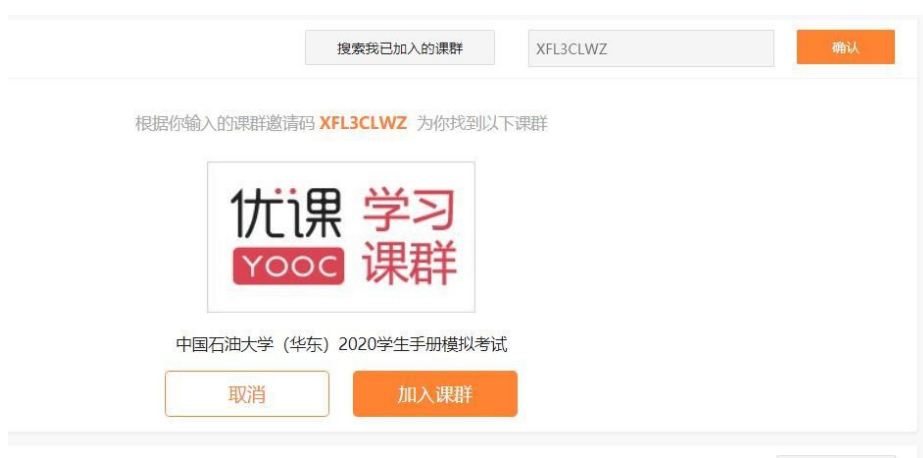 搜索我已加入的课群 XFL3CLWZ 确认
根据你输入的课群邀请码 XFL3CLWZ 为你找到以下课群
优课 学习
YOOC 课群
中国石油大学（华东）2020学生手册模拟考试
取消 加入课群